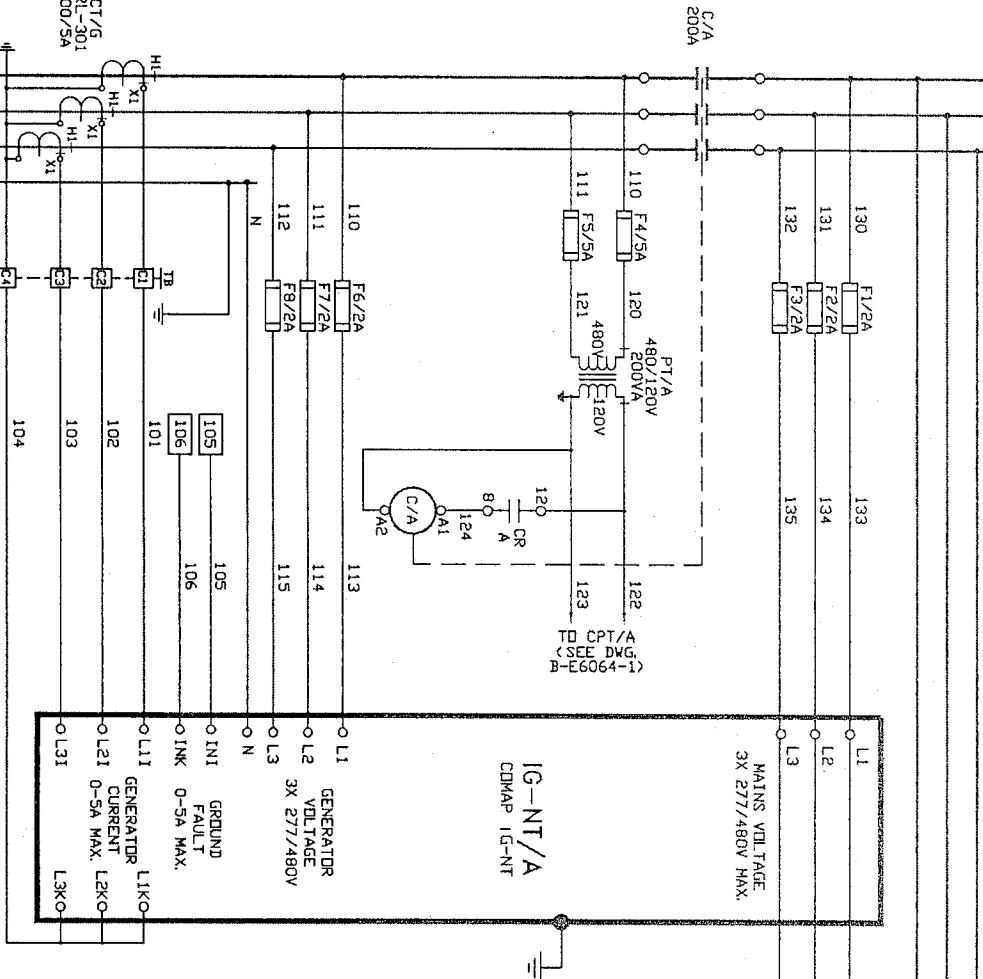 C/A
200A
CT/G
RL-301
00/5A
H1
X1
H1
X1
H1
X1
130
131
132
F1/2A
F2/2A
F3/2A
133
134
135
110
111
F4/5A
F5/5A
120
121
480V
PT/A
480/120V
200VA
120V
12
CR
A
8
124
A1
C/A
A2
122
123
TO CPT/A
(SEE DWG.
B-E6064-1)
110
111
112
N
F6/2A
F7/2A
F8/2A
113
114
115
TB
C1
C2
C3
C4
105
106
105
106
101
102
103
104
L1
L2
L3
MAINS VOLTAGE
3X 277/480V MAX.
IG-NT/A
COMAP IG-NT
L1
L2
L3
N
GENERATOR
VOLTAGE
3X 277/480V
IN1
INK
GROUND
FAULT
0-5A MAX.
L1I
L2I
L3I
GENERATOR
CURRENT
0-5A MAX.
L1K
L2K
L3K